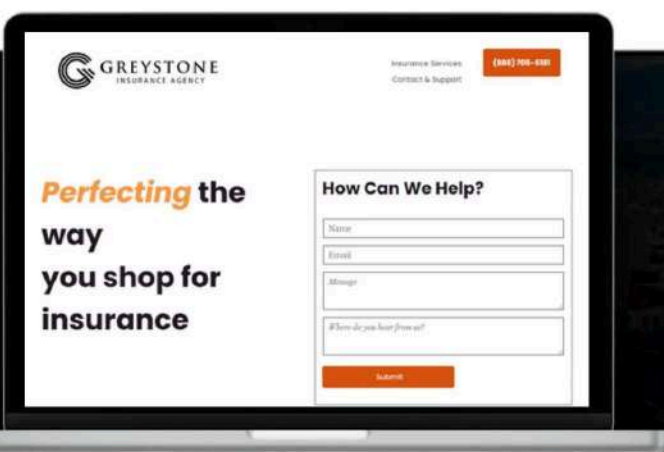 GREYSTONE
INSURANCE AGENCY
Insurance Services
Contact & Support
Perfecting the
way
you shop for
insurance
How Can We Help?
Name
Email
Message
Where do you hear from us?
Submit